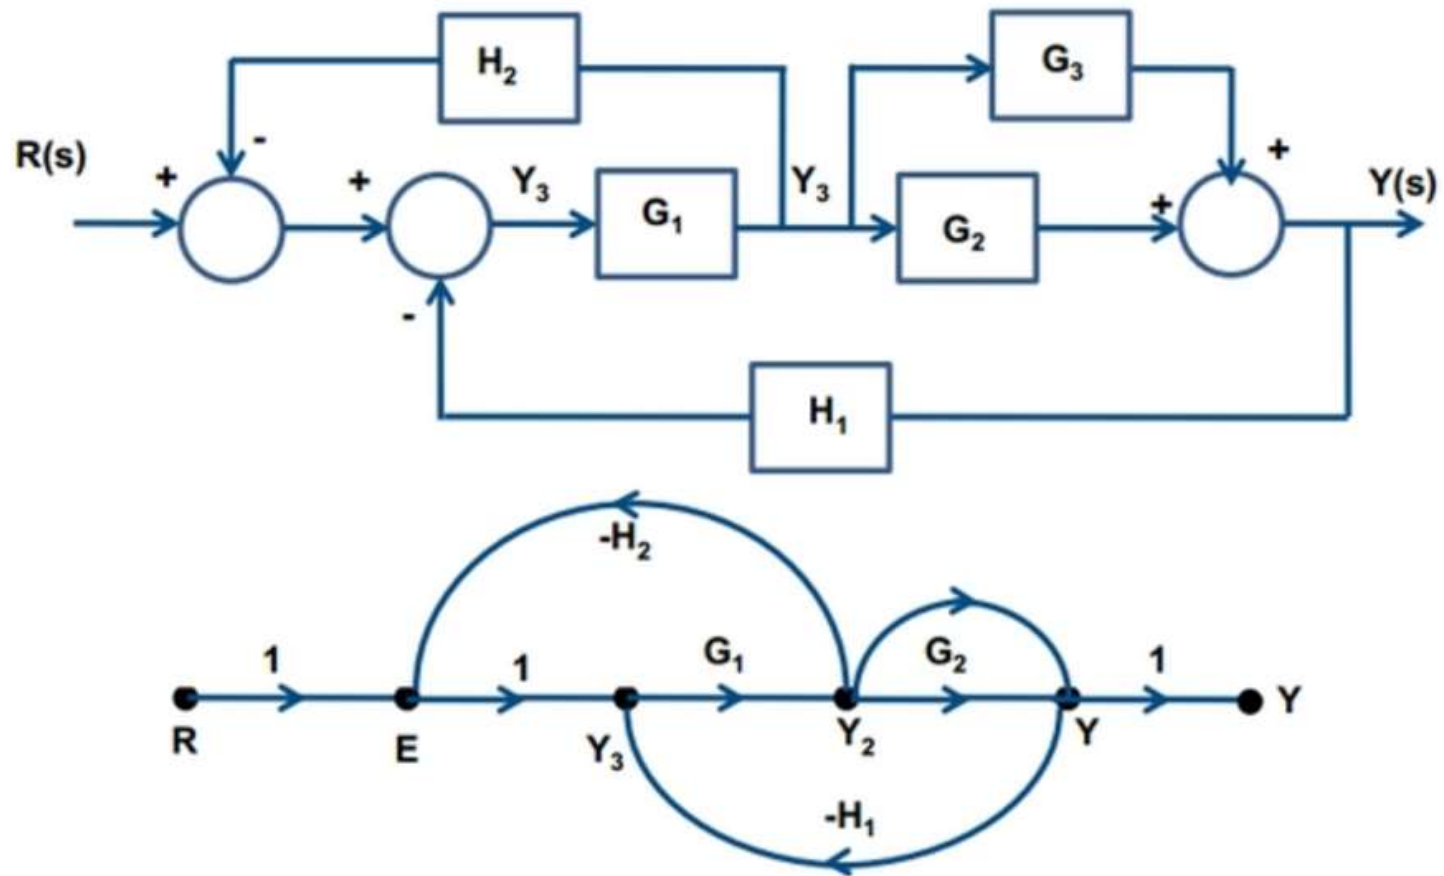 H₂
G₃
R(s)
-
+
+
Y₃
G₁
Y₃
G₂
+
+
Y(s)
-
H₁
-H₂
1
1
G₁
G₂
1
R
E
Y₃
Y₂
Y
Y
-H₁